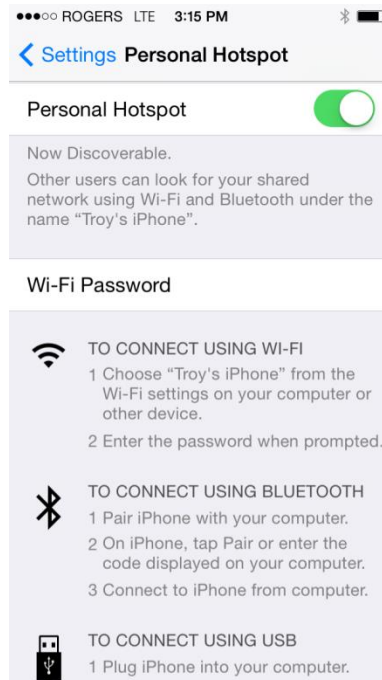 ROGERS LTE 3:15 PM
Settings Personal Hotspot
Personal Hotspot
Now Discoverable.
Other users can look for your shared
network using Wi-Fi and Bluetooth under the
name “Troy's iPhone”.
Wi-Fi Password
TO CONNECT USING WI-FI
1 Choose “Troy's iPhone” from the
Wi-Fi settings on your computer or
other device.
2 Enter the password when prompted.
TO CONNECT USING BLUETOOTH
1 Pair iPhone with your computer.
2 On iPhone, tap Pair or enter the
code displayed on your computer.
3 Connect to iPhone from computer.
TO CONNECT USING USB
1 Plug iPhone into your computer.